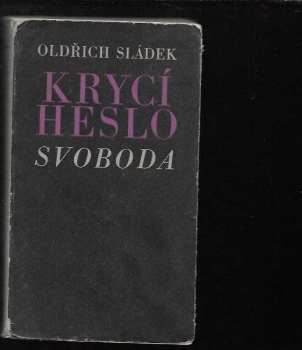 OLDŘICH SLÁDEK
KRYCÍ
HESLO
SVOBODA